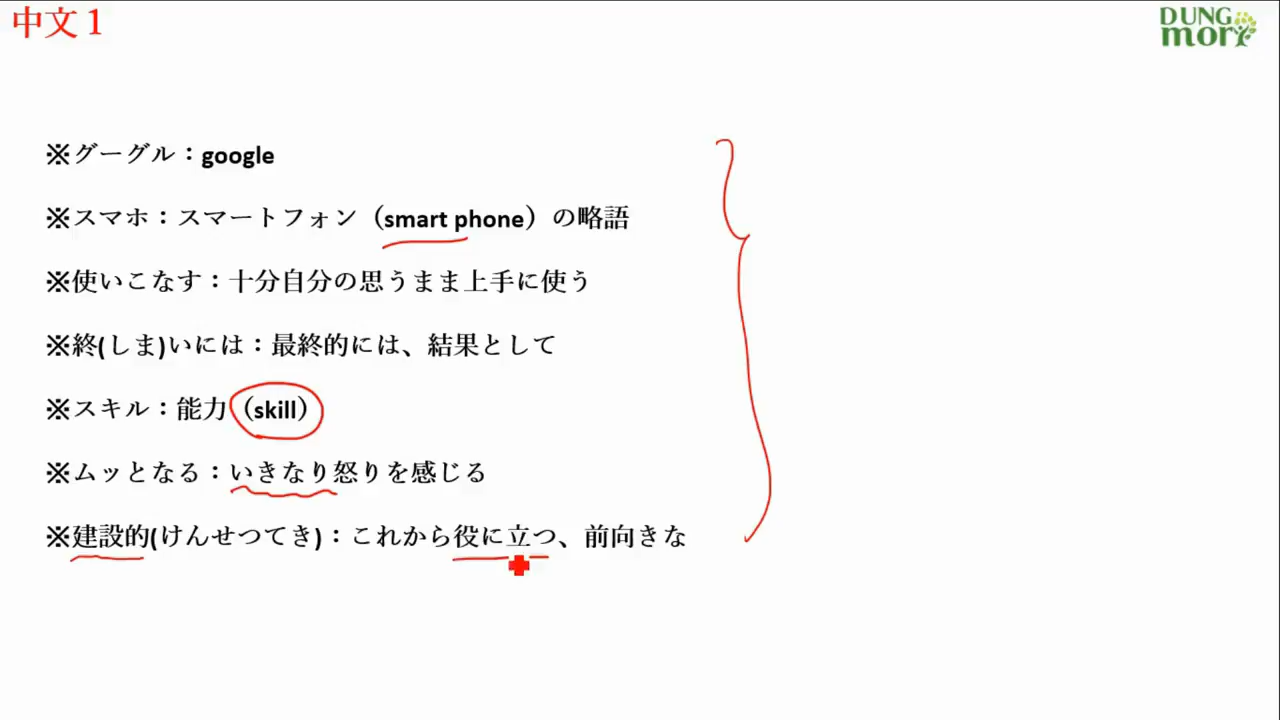 中文１
DUNG
mori
※グーグル：google
※スマホ：スマートフォン（smart phone）の略語
※使いこなす：十分自分の思うまま上手に使う
※終(しま)いには：最終的には、結果として
※スキル：能力（skill）
※ムッとなる：いきなり怒りを感じる
※建設的(けんせつてき)：これから役に立つ、前向きな